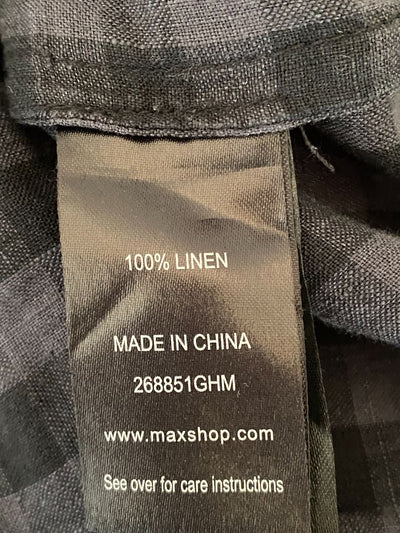 100% LINEN
MADE IN CHINA
268851GHM
www.maxshop.com
See over for care instructions